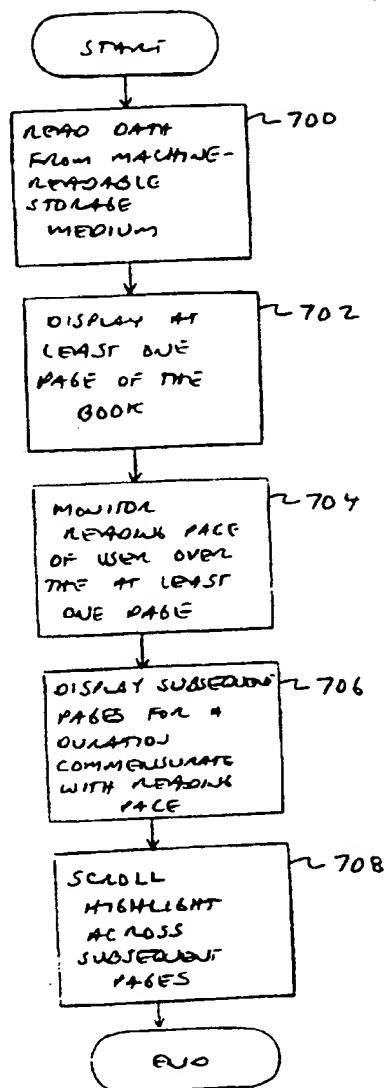 START
READ DATA
FROM MACHINE-
READABLE
STORAGE
MEDIUM
700
DISPLAY AT
LEAST ONE
PAGE OF THE
BOOK
702
MONITOR
READING PACE
OF USER OVER
THE AT LEAST
ONE PAGE
704
DISPLAY SUBSEQUENT
PAGES FOR A
DURATION
COMMENSURATE
WITH READING
PACE
706
SCROLL
HIGHLIGHT
ACROSS
SUBSEQUENT
PAGES
708
END